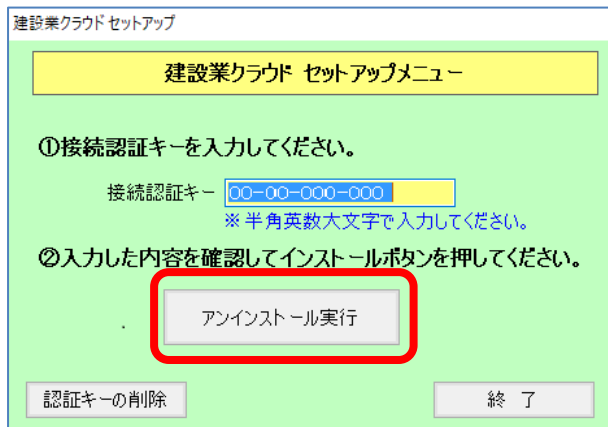 建設業クラウド セットアップ
建設業クラウド セットアップメニュー
①接続認証キーを入力してください。
接続認証キー 00-00-000-000
※半角英数大文字で入力してください。
②入力した内容を確認してインストールボタンを押してください。
. アンインストール実行
認証キーの削除 終 了